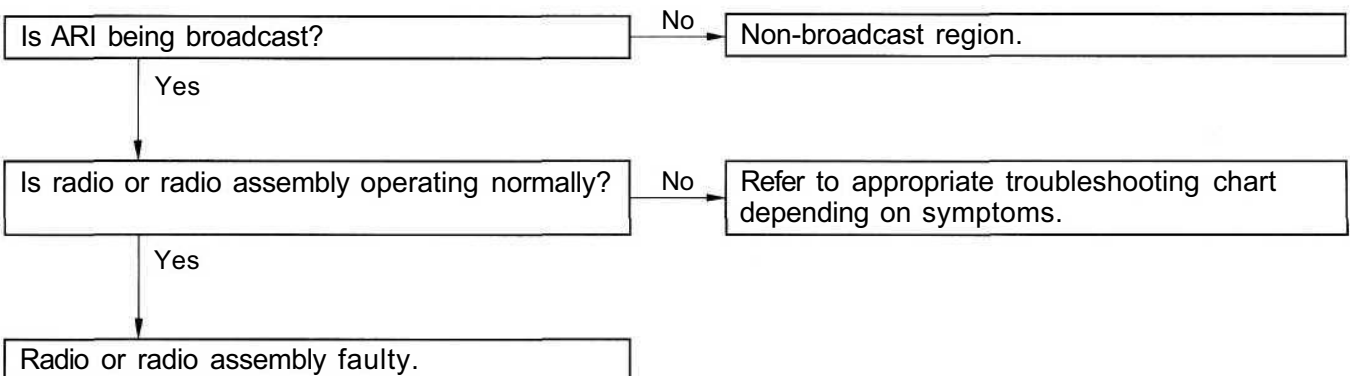 Is ARI being broadcast?
No
Non-broadcast region.
Yes
Is radio or radio assembly operating normally?
No
Refer to appropriate troubleshooting chart
depending on symptoms.
Yes
Radio or radio assembly faulty.